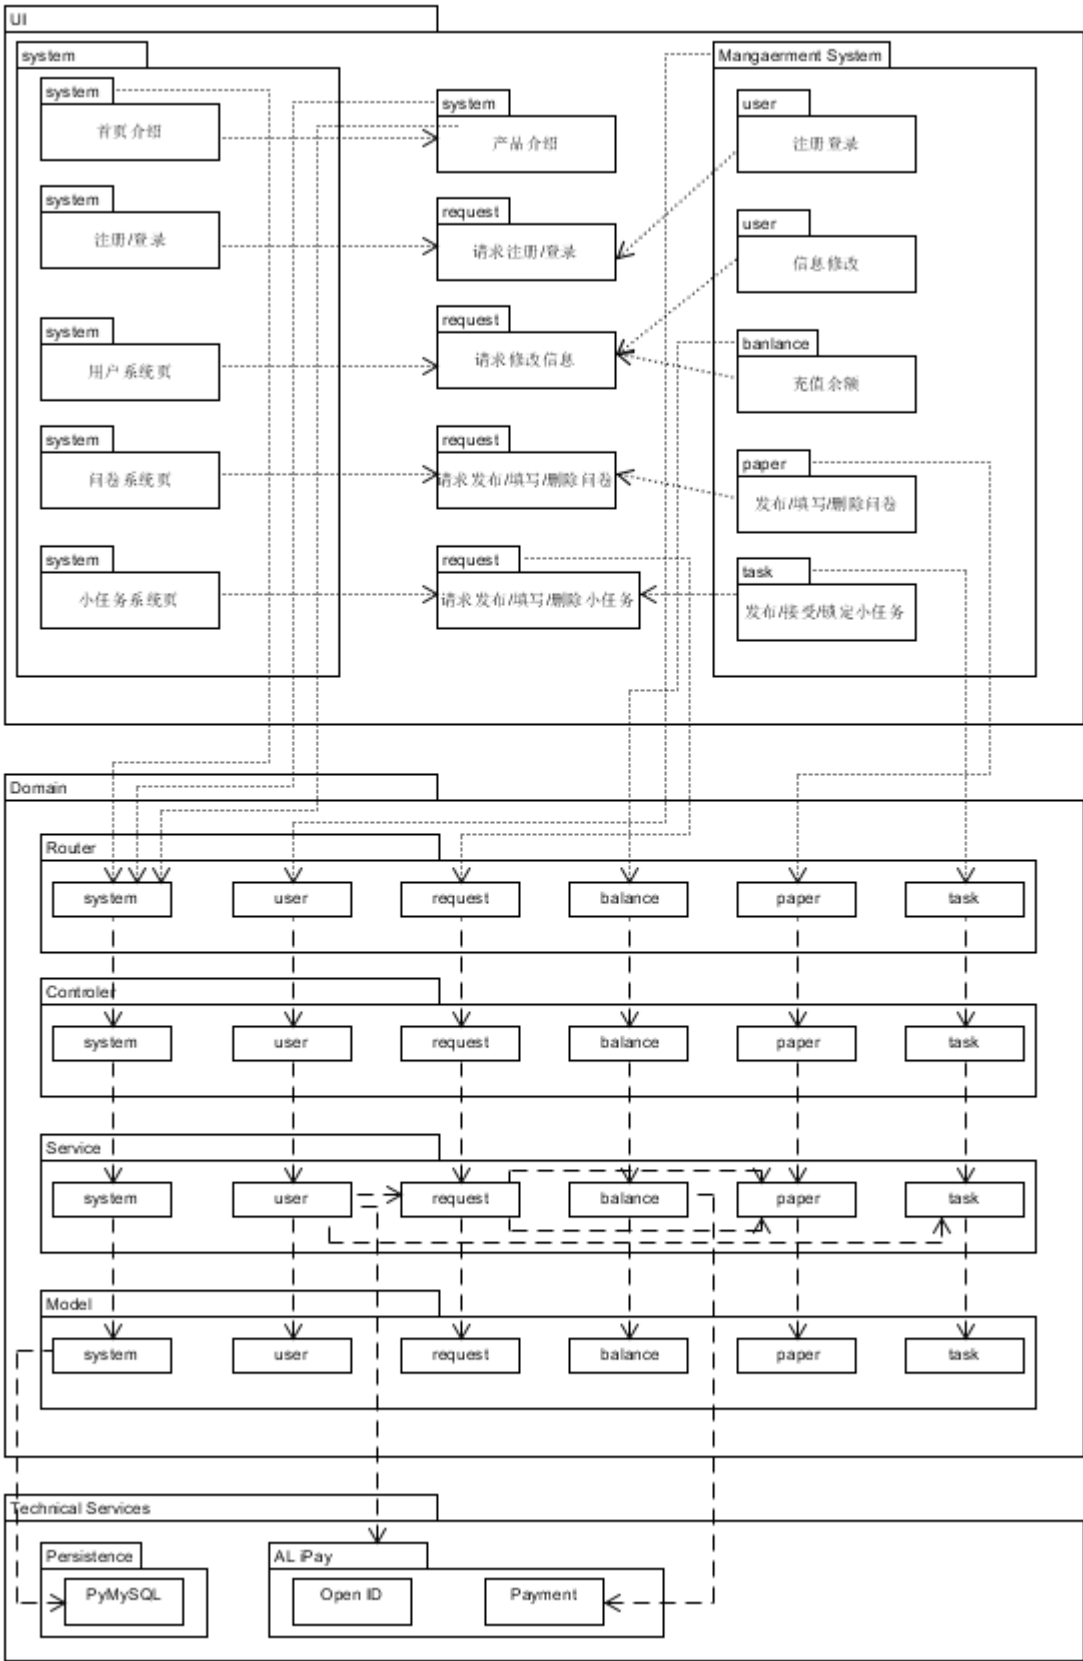 UI
system
system
首页介绍
system
注册/登录
system
用户系统页
system
问卷系统页
system
小任务系统页
system
产品介绍
request
请求注册/登录
request
请求修改信息
request
请求发布/填写/删除问卷
request
请求发布/填写/删除小任务
Mangaerment System
user
注册登录
user
信息修改
banlance
充值余额
paper
发布/填写/删除问卷
task
发布/接受/锁定小任务
Domain
Router
system user request balance paper task
Controler
system user request balance paper task
Service
system user request balance paper task
Model
system user request balance paper task
Technical Services
Persistence
PyMySQL
AL iPay
Open ID
Payment